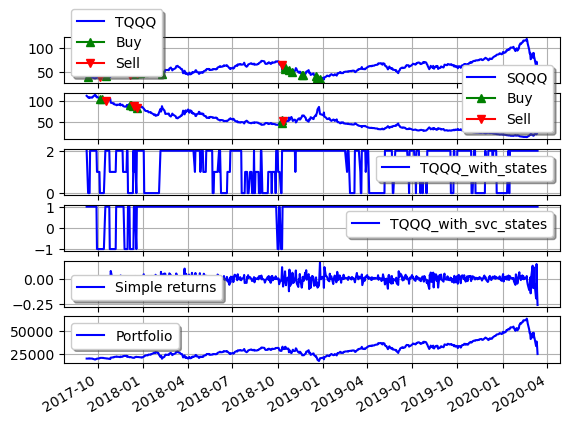 TQQQ
Buy
Sell
100
50
SQQQ
Buy
Sell
100
50
2
0
TQQQ_with_states
1
0
−1
TQQQ_with_svc_states
0.00
−0.25
Simple returns
50000
25000
Portfolio
2017-10
2018-01
2018-04
2018-07
2018-10
2019-01
2019-04
2019-07
2019-10
2020-01
2020-04